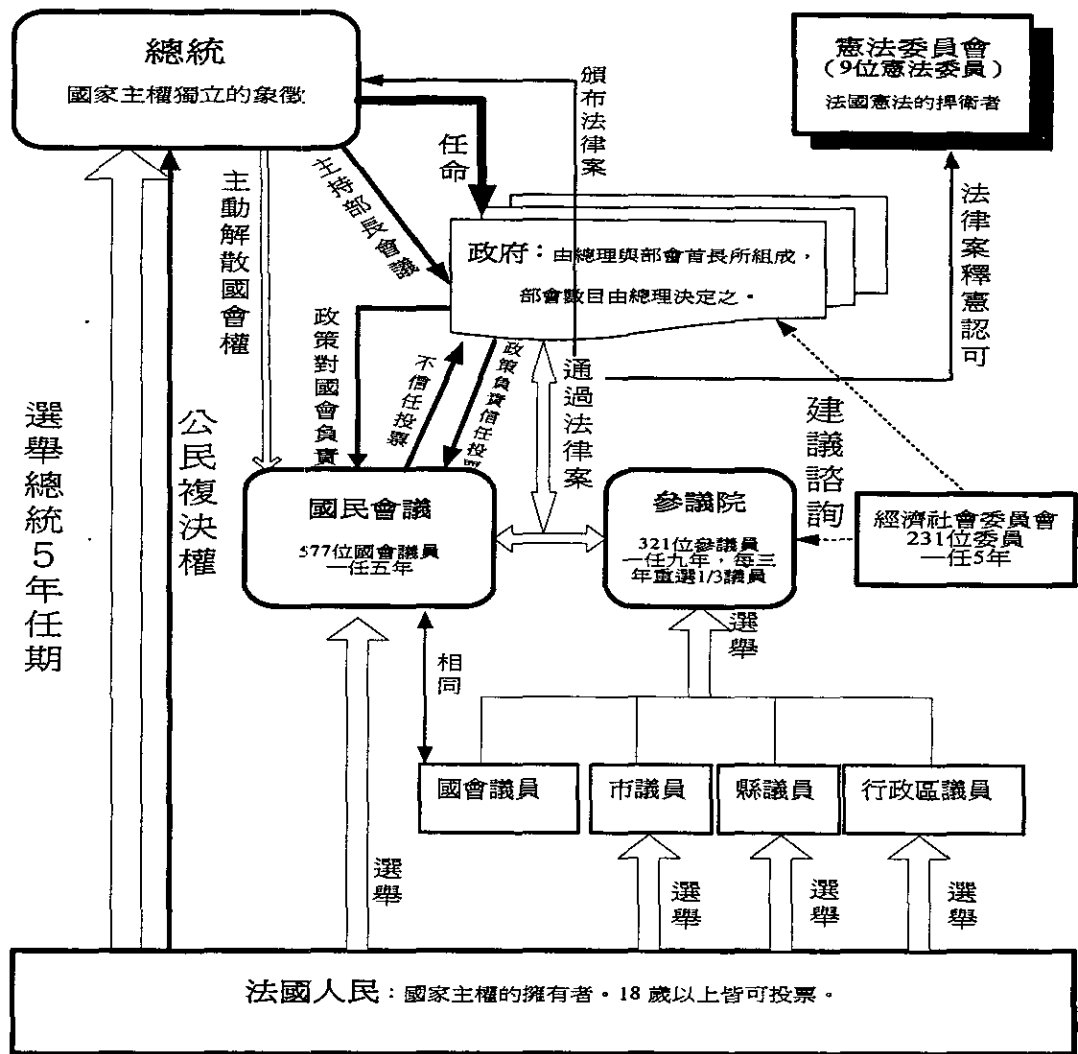 總統
國家主權獨立的象徵
憲法委員會
（9位憲法委員）
法國憲法的捍衛者
頒布法律案
任命
主持部長會議
主動解散國會權
法律案釋憲認可
政府：由總理與部會首長所組成，
部會數目由總理決定之。
政策對國會負責
不信任投票
政策負責信任投票
通過法律案
建議諮詢
選舉總統5年任期
公民複決權
國民會議
577位國會議員
一任五年
參議院
321位參議員
一任九年，每三
年重選1/3議員
經濟社會委員會
231位委員
一任5年
選舉
相同
國會議員
市議員
縣議員
行政區議員
選舉
選舉
選舉
選舉
法國人民：國家主權的擁有者。18 歲以上皆可投票。